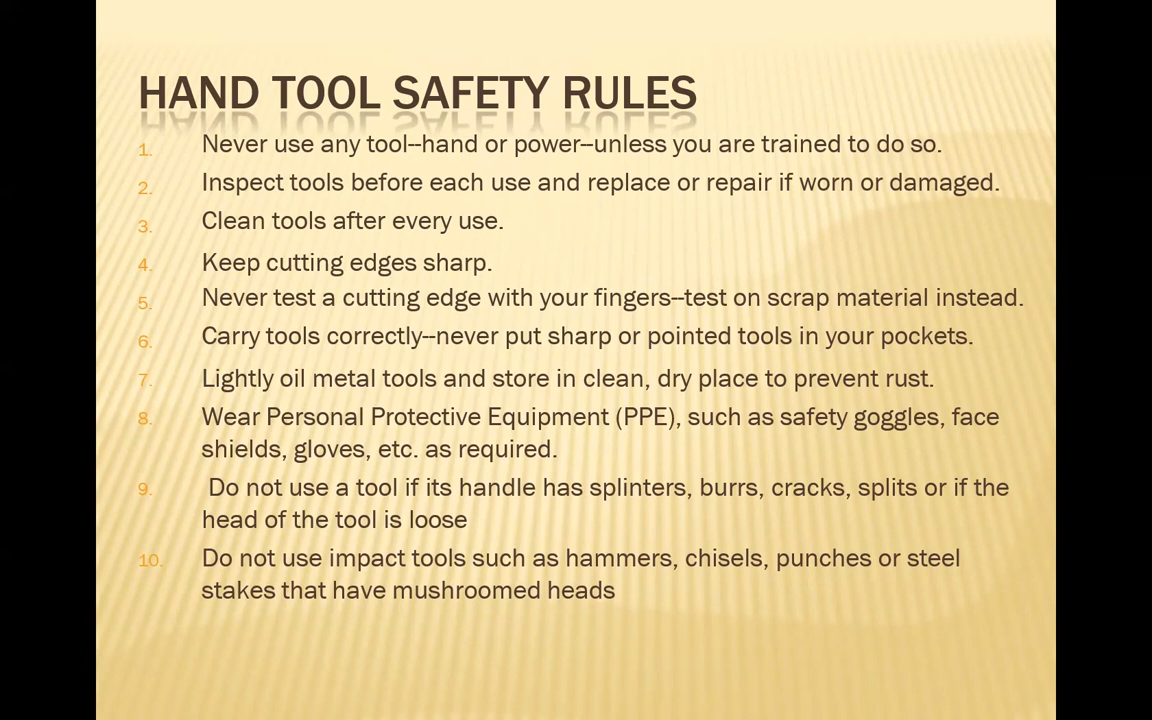 HAND TOOL SAFETY RULES
1. Never use any tool--hand or power--unless you are trained to do so.
2. Inspect tools before each use and replace or repair if worn or damaged.
3. Clean tools after every use.
4. Keep cutting edges sharp.
5. Never test a cutting edge with your fingers--test on scrap material instead.
6. Carry tools correctly--never put sharp or pointed tools in your pockets.
7. Lightly oil metal tools and store in clean, dry place to prevent rust.
8. Wear Personal Protective Equipment (PPE), such as safety goggles, face
shields, gloves, etc. as required.
9. Do not use a tool if its handle has splinters, burrs, cracks, splits or if the
head of the tool is loose
10. Do not use impact tools such as hammers, chisels, punches or steel
stakes that have mushroomed heads